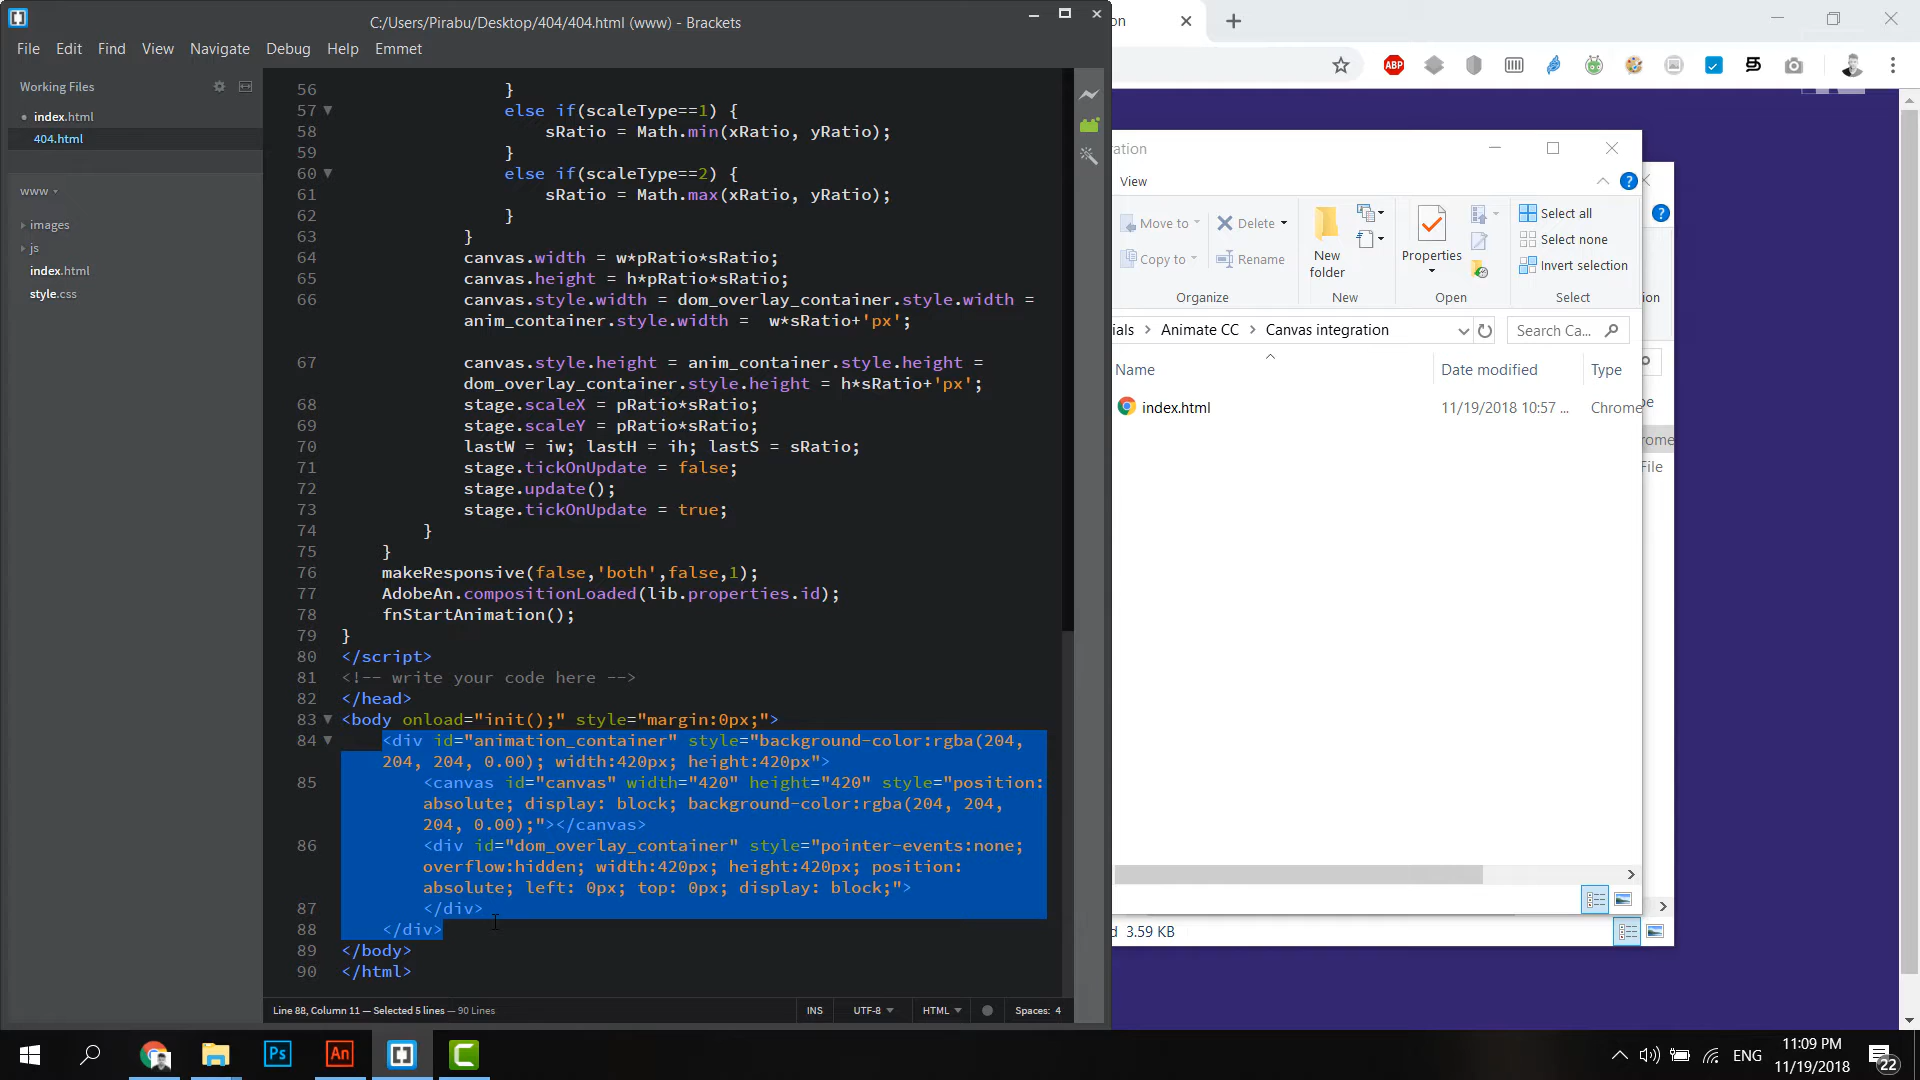 C:/Users/Pirabu/Desktop/404/404.html (www) - Brackets
File Edit Find View Navigate Debug Help Emmet
Working Files
index.html
404.html
www
images
js
index.html
style.css
56 }
57 else if(scaleType==1) {
58 sRatio = Math.min(xRatio, yRatio);
59 }
60 else if(scaleType==2) {
61 sRatio = Math.max(xRatio, yRatio);
62 }
63 }
64 canvas.width = w*pRatio*sRatio;
65 canvas.height = h*pRatio*sRatio;
66 canvas.style.width = dom_overlay_container.style.width =
anim_container.style.width =  w*sRatio+'px';
67 canvas.style.height = anim_container.style.height =
dom_overlay_container.style.height = h*sRatio+'px';
68 stage.scaleX = pRatio*sRatio;
69 stage.scaleY = pRatio*sRatio;
70 lastW = iw; lastH = ih; lastS = sRatio;
71 stage.tickOnUpdate = false;
72 stage.update();
73 stage.tickOnUpdate = true;
74 }
75 }
76 makeResponsive(false,'both',false,1);
77 AdobeAn.compositionLoaded(lib.properties.id);
78 fnStartAnimation();
79 }
80 </script>
81 <!-- write your code here -->
82 </head>
83 <body onload="init();" style="margin:0px;">
84 <div id="animation_container" style="background-color:rgba(204,
204, 204, 0.00); width:420px; height:420px">
85 <canvas id="canvas" width="420" height="420" style="position:
absolute; display: block; background-color:rgba(204, 204,
204, 0.00);"></canvas>
86 <div id="dom_overlay_container" style="pointer-events:none;
overflow:hidden; width:420px; height:420px; position:
absolute; left: 0px; top: 0px; display: block;">
87 </div>
88 </div>
89 </body>
90 </html>
Line 88, Column 11 — Selected 5 lines — 90 Lines
INS UTF-8 HTML Spaces: 4
on
ABP
ration
View
Move to Delete
Copy to Rename
New
folder
Properties
Select all
Select none
Invert selection
Organize New Open Select
ion
ials > Animate CC > Canvas integration
Search Ca...
Name Date modified Type
pe
index.html 11/19/2018 10:57 ... Chrome
rome
File
d 3.59 KB
Ps
An
ENG
11:09 PM
11/19/2018
22